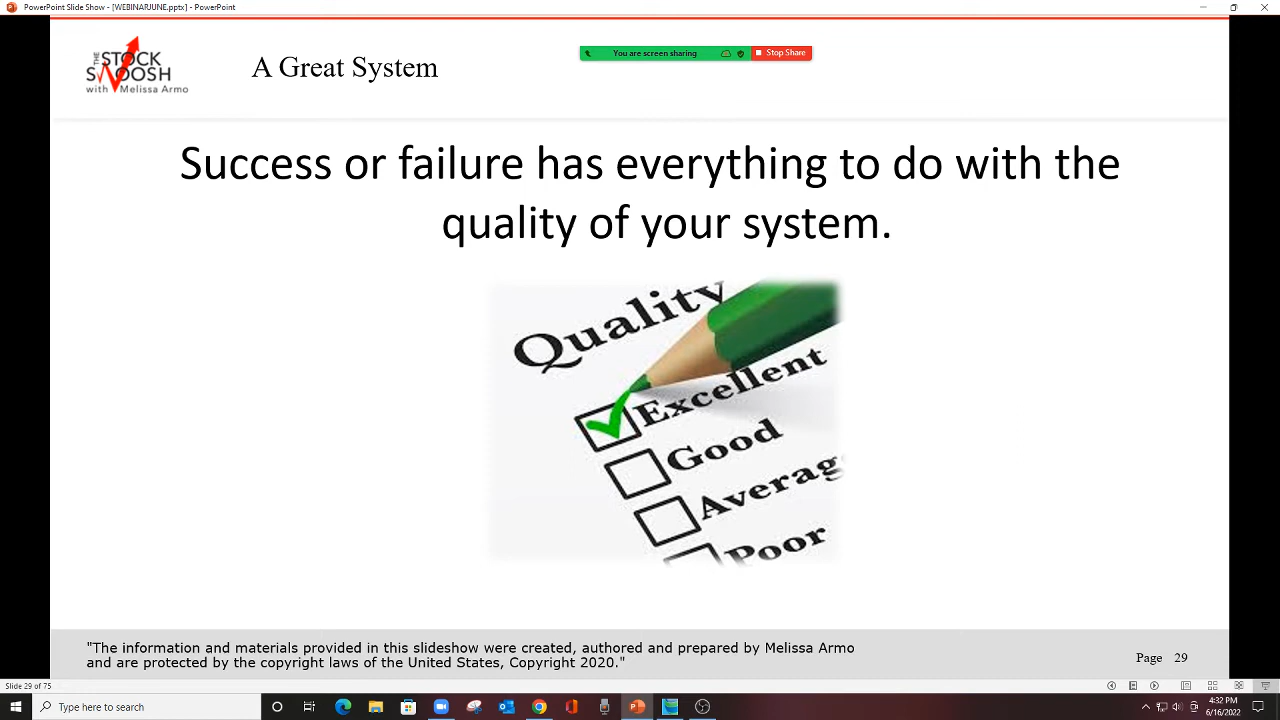 PowerPoint Slide Show - [WEBINARJUNE.pptx] - PowerPoint
You are screen sharing
Stop Share
THE
STOCK
SWOOSH
with Melissa Armo
A Great System
Success or failure has everything to do with the
quality of your system.
Quality
Excellent
Good
Averag
Poor
"The information and materials provided in this slideshow were created, authored and prepared by Melissa Armo
and are protected by the copyright laws of the United States, Copyright 2020."
Page 29
Slide 29 of 75
Type here to search
4:32 PM
6/16/2022